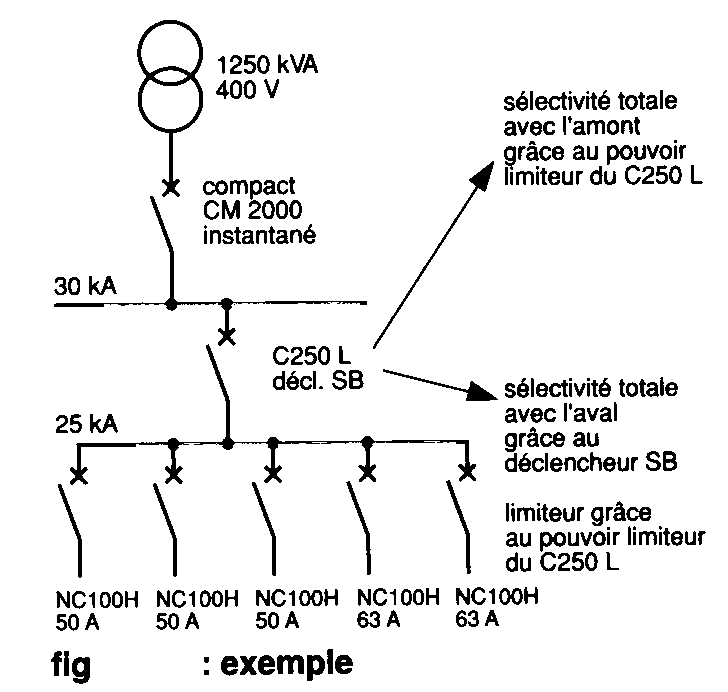 1250 kVA
400 V
sélectivité totale
avec l'amont
grâce au pouvoir
limiteur du C250 L
compact
CM 2000
instantané
30 kA
C250 L
décl. SB
sélectivité totale
avec l'aval
grâce au
déclencheur SB
25 kA
limiteur grâce
au pouvoir limiteur
du C250 L
NC100H NC100H NC100H NC100H NC100H
50 A 50 A 50 A 63 A 63 A
fig : exemple